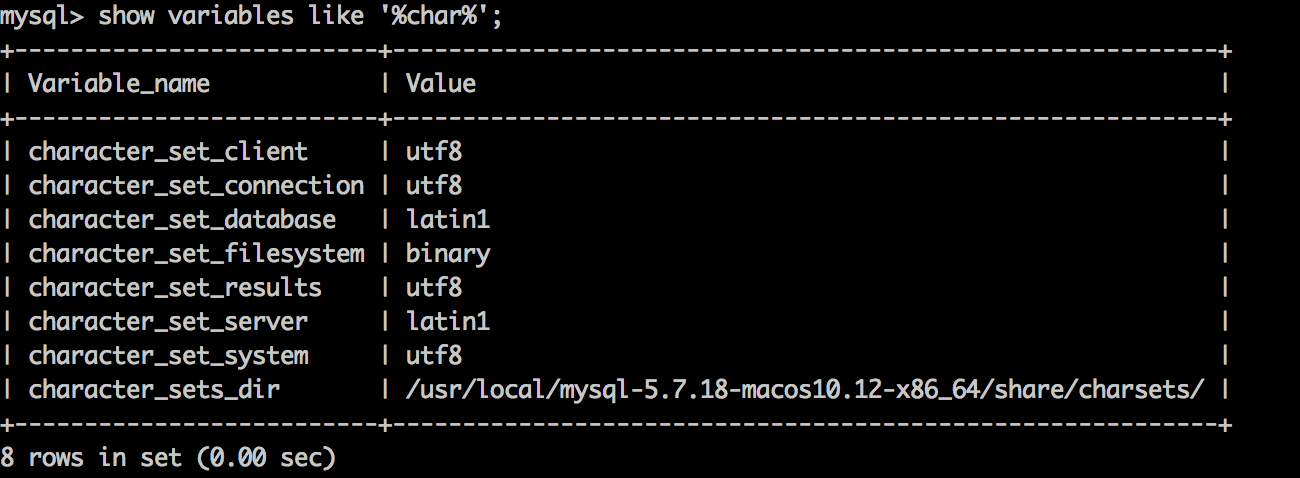 mysql> show variables like '%char%';
+--------------------------+-----------------------------------------------------------+
| Variable_name            | Value                                                     |
+--------------------------+-----------------------------------------------------------+
| character_set_client     | utf8                                                      |
| character_set_connection | utf8                                                      |
| character_set_database   | latin1                                                    |
| character_set_filesystem | binary                                                    |
| character_set_results    | utf8                                                      |
| character_set_server     | latin1                                                    |
| character_set_system     | utf8                                                      |
| character_sets_dir       | /usr/local/mysql-5.7.18-macos10.12-x86_64/share/charsets/ |
+--------------------------+-----------------------------------------------------------+
8 rows in set (0.00 sec)